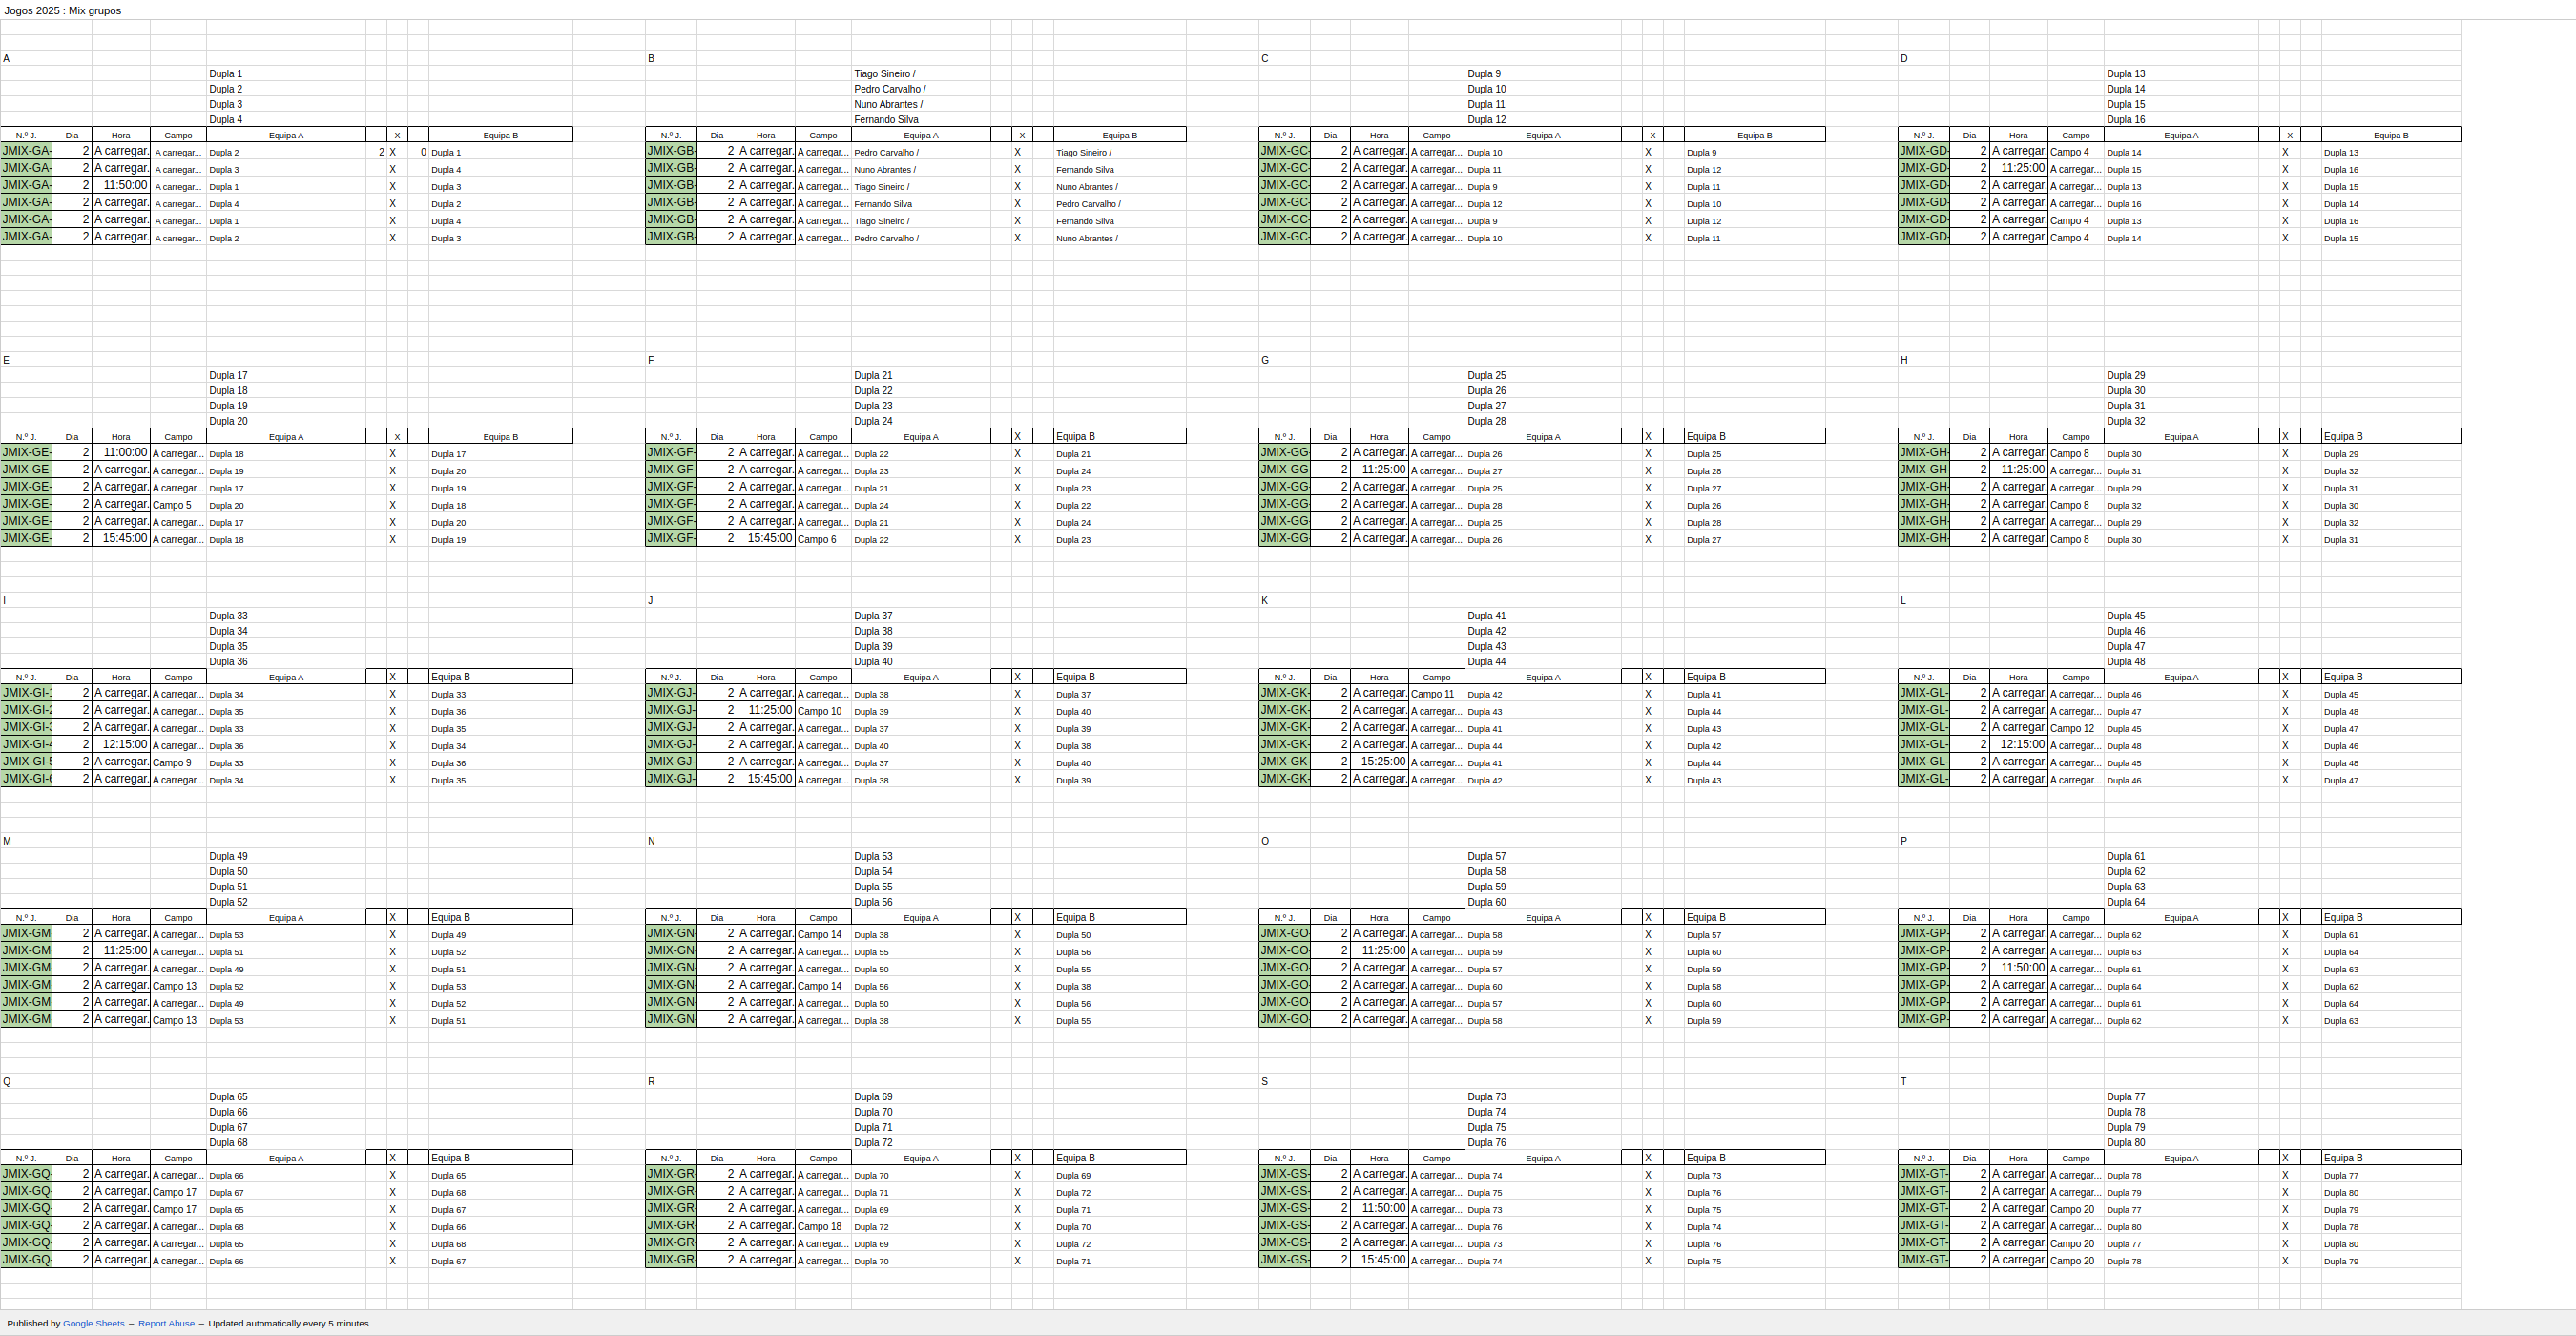 Jogos 2025 : Mix grupos
A B C D
Dupla 1 Tiago Sineiro / Dupla 9 Dupla 13
Dupla 2 Pedro Carvalho / Dupla 10 Dupla 14
Dupla 3 Nuno Abrantes / Dupla 11 Dupla 15
Dupla 4 Fernando Silva Dupla 12 Dupla 16
N.º J. Dia Hora Campo Equipa A X Equipa B N.º J. Dia Hora Campo Equipa A X Equipa B N.º J. Dia Hora Campo Equipa A X Equipa B N.º J. Dia Hora Campo Equipa A X Equipa B
JMIX-GA- 2 A carregar. A carregar... Dupla 2 2 X 0 Dupla 1 JMIX-GB- 2 A carregar. A carregar... Pedro Carvalho / X Tiago Sineiro / JMIX-GC- 2 A carregar. A carregar... Dupla 10 X Dupla 9 JMIX-GD- 2 A carregar. Campo 4 Dupla 14 X Dupla 13
JMIX-GA- 2 A carregar. A carregar... Dupla 3 X Dupla 4 JMIX-GB- 2 A carregar. A carregar... Nuno Abrantes / X Fernando Silva JMIX-GC- 2 A carregar. A carregar... Dupla 11 X Dupla 12 JMIX-GD- 2 11:25:00 A carregar... Dupla 15 X Dupla 16
JMIX-GA- 2 11:50:00 A carregar... Dupla 1 X Dupla 3 JMIX-GB- 2 A carregar. A carregar... Tiago Sineiro / X Nuno Abrantes / JMIX-GC- 2 A carregar. A carregar... Dupla 9 X Dupla 11 JMIX-GD- 2 A carregar. A carregar... Dupla 13 X Dupla 15
JMIX-GA- 2 A carregar. A carregar... Dupla 4 X Dupla 2 JMIX-GB- 2 A carregar. A carregar... Fernando Silva X Pedro Carvalho / JMIX-GC- 2 A carregar. A carregar... Dupla 12 X Dupla 10 JMIX-GD- 2 A carregar. A carregar... Dupla 16 X Dupla 14
JMIX-GA- 2 A carregar. A carregar... Dupla 1 X Dupla 4 JMIX-GB- 2 A carregar. A carregar... Tiago Sineiro / X Fernando Silva JMIX-GC- 2 A carregar. A carregar... Dupla 9 X Dupla 12 JMIX-GD- 2 A carregar. Campo 4 Dupla 13 X Dupla 16
JMIX-GA- 2 A carregar. A carregar... Dupla 2 X Dupla 3 JMIX-GB- 2 A carregar. A carregar... Pedro Carvalho / X Nuno Abrantes / JMIX-GC- 2 A carregar. A carregar... Dupla 10 X Dupla 11 JMIX-GD- 2 A carregar. Campo 4 Dupla 14 X Dupla 15
E F G H
Dupla 17 Dupla 21 Dupla 25 Dupla 29
Dupla 18 Dupla 22 Dupla 26 Dupla 30
Dupla 19 Dupla 23 Dupla 27 Dupla 31
Dupla 20 Dupla 24 Dupla 28 Dupla 32
N.º J. Dia Hora Campo Equipa A X Equipa B N.º J. Dia Hora Campo Equipa A X Equipa B N.º J. Dia Hora Campo Equipa A X Equipa B N.º J. Dia Hora Campo Equipa A X Equipa B
JMIX-GE- 2 11:00:00 A carregar... Dupla 18 X Dupla 17 JMIX-GF- 2 A carregar. A carregar... Dupla 22 X Dupla 21 JMIX-GG- 2 A carregar. A carregar... Dupla 26 X Dupla 25 JMIX-GH- 2 A carregar. Campo 8 Dupla 30 X Dupla 29
JMIX-GE- 2 A carregar. A carregar... Dupla 19 X Dupla 20 JMIX-GF- 2 A carregar. A carregar... Dupla 23 X Dupla 24 JMIX-GG- 2 11:25:00 A carregar... Dupla 27 X Dupla 28 JMIX-GH- 2 11:25:00 A carregar... Dupla 31 X Dupla 32
JMIX-GE- 2 A carregar. A carregar... Dupla 17 X Dupla 19 JMIX-GF- 2 A carregar. A carregar... Dupla 21 X Dupla 23 JMIX-GG- 2 A carregar. A carregar... Dupla 25 X Dupla 27 JMIX-GH- 2 A carregar. A carregar... Dupla 29 X Dupla 31
JMIX-GE- 2 A carregar. Campo 5 Dupla 20 X Dupla 18 JMIX-GF- 2 A carregar. A carregar... Dupla 24 X Dupla 22 JMIX-GG- 2 A carregar. A carregar... Dupla 28 X Dupla 26 JMIX-GH- 2 A carregar. Campo 8 Dupla 32 X Dupla 30
JMIX-GE- 2 A carregar. A carregar... Dupla 17 X Dupla 20 JMIX-GF- 2 A carregar. A carregar... Dupla 21 X Dupla 24 JMIX-GG- 2 A carregar. A carregar... Dupla 25 X Dupla 28 JMIX-GH- 2 A carregar. A carregar... Dupla 29 X Dupla 32
JMIX-GE- 2 15:45:00 A carregar... Dupla 18 X Dupla 19 JMIX-GF- 2 15:45:00 Campo 6 Dupla 22 X Dupla 23 JMIX-GG- 2 A carregar. A carregar... Dupla 26 X Dupla 27 JMIX-GH- 2 A carregar. Campo 8 Dupla 30 X Dupla 31
I J K L
Dupla 33 Dupla 37 Dupla 41 Dupla 45
Dupla 34 Dupla 38 Dupla 42 Dupla 46
Dupla 35 Dupla 39 Dupla 43 Dupla 47
Dupla 36 Dupla 40 Dupla 44 Dupla 48
N.º J. Dia Hora Campo Equipa A X Equipa B N.º J. Dia Hora Campo Equipa A X Equipa B N.º J. Dia Hora Campo Equipa A X Equipa B N.º J. Dia Hora Campo Equipa A X Equipa B
JMIX-GI-1 2 A carregar. A carregar... Dupla 34 X Dupla 33 JMIX-GJ- 2 A carregar. A carregar... Dupla 38 X Dupla 37 JMIX-GK- 2 A carregar. Campo 11 Dupla 42 X Dupla 41 JMIX-GL- 2 A carregar. A carregar... Dupla 46 X Dupla 45
JMIX-GI-2 2 A carregar. A carregar... Dupla 35 X Dupla 36 JMIX-GJ- 2 11:25:00 Campo 10 Dupla 39 X Dupla 40 JMIX-GK- 2 A carregar. A carregar... Dupla 43 X Dupla 44 JMIX-GL- 2 A carregar. A carregar... Dupla 47 X Dupla 48
JMIX-GI-3 2 A carregar. A carregar... Dupla 33 X Dupla 35 JMIX-GJ- 2 A carregar. A carregar... Dupla 37 X Dupla 39 JMIX-GK- 2 A carregar. A carregar... Dupla 41 X Dupla 43 JMIX-GL- 2 A carregar. Campo 12 Dupla 45 X Dupla 47
JMIX-GI-4 2 12:15:00 A carregar... Dupla 36 X Dupla 34 JMIX-GJ- 2 A carregar. A carregar... Dupla 40 X Dupla 38 JMIX-GK- 2 A carregar. A carregar... Dupla 44 X Dupla 42 JMIX-GL- 2 12:15:00 A carregar... Dupla 48 X Dupla 46
JMIX-GI-5 2 A carregar. Campo 9 Dupla 33 X Dupla 36 JMIX-GJ- 2 A carregar. A carregar... Dupla 37 X Dupla 40 JMIX-GK- 2 15:25:00 A carregar... Dupla 41 X Dupla 44 JMIX-GL- 2 A carregar. A carregar... Dupla 45 X Dupla 48
JMIX-GI-6 2 A carregar. A carregar... Dupla 34 X Dupla 35 JMIX-GJ- 2 15:45:00 A carregar... Dupla 38 X Dupla 39 JMIX-GK- 2 A carregar. A carregar... Dupla 42 X Dupla 43 JMIX-GL- 2 A carregar. A carregar... Dupla 46 X Dupla 47
M N O P
Dupla 49 Dupla 53 Dupla 57 Dupla 61
Dupla 50 Dupla 54 Dupla 58 Dupla 62
Dupla 51 Dupla 55 Dupla 59 Dupla 63
Dupla 52 Dupla 56 Dupla 60 Dupla 64
N.º J. Dia Hora Campo Equipa A X Equipa B N.º J. Dia Hora Campo Equipa A X Equipa B N.º J. Dia Hora Campo Equipa A X Equipa B N.º J. Dia Hora Campo Equipa A X Equipa B
JMIX-GM 2 A carregar. A carregar... Dupla 53 X Dupla 49 JMIX-GN- 2 A carregar. Campo 14 Dupla 38 X Dupla 50 JMIX-GO- 2 A carregar. A carregar... Dupla 58 X Dupla 57 JMIX-GP- 2 A carregar. A carregar... Dupla 62 X Dupla 61
JMIX-GM 2 11:25:00 A carregar... Dupla 51 X Dupla 52 JMIX-GN- 2 A carregar. A carregar... Dupla 55 X Dupla 56 JMIX-GO- 2 11:25:00 A carregar... Dupla 59 X Dupla 60 JMIX-GP- 2 A carregar. A carregar... Dupla 63 X Dupla 64
JMIX-GM 2 A carregar. A carregar... Dupla 49 X Dupla 51 JMIX-GN- 2 A carregar. A carregar... Dupla 50 X Dupla 55 JMIX-GO- 2 A carregar. A carregar... Dupla 57 X Dupla 59 JMIX-GP- 2 11:50:00 A carregar... Dupla 61 X Dupla 63
JMIX-GM 2 A carregar. Campo 13 Dupla 52 X Dupla 53 JMIX-GN- 2 A carregar. Campo 14 Dupla 56 X Dupla 38 JMIX-GO- 2 A carregar. A carregar... Dupla 60 X Dupla 58 JMIX-GP- 2 A carregar. A carregar... Dupla 64 X Dupla 62
JMIX-GM 2 A carregar. A carregar... Dupla 49 X Dupla 52 JMIX-GN- 2 A carregar. A carregar... Dupla 50 X Dupla 56 JMIX-GO- 2 A carregar. A carregar... Dupla 57 X Dupla 60 JMIX-GP- 2 A carregar. A carregar... Dupla 61 X Dupla 64
JMIX-GM 2 A carregar. Campo 13 Dupla 53 X Dupla 51 JMIX-GN- 2 A carregar. A carregar... Dupla 38 X Dupla 55 JMIX-GO- 2 A carregar. A carregar... Dupla 58 X Dupla 59 JMIX-GP- 2 A carregar. A carregar... Dupla 62 X Dupla 63
Q R S T
Dupla 65 Dupla 69 Dupla 73 Dupla 77
Dupla 66 Dupla 70 Dupla 74 Dupla 78
Dupla 67 Dupla 71 Dupla 75 Dupla 79
Dupla 68 Dupla 72 Dupla 76 Dupla 80
N.º J. Dia Hora Campo Equipa A X Equipa B N.º J. Dia Hora Campo Equipa A X Equipa B N.º J. Dia Hora Campo Equipa A X Equipa B N.º J. Dia Hora Campo Equipa A X Equipa B
JMIX-GQ- 2 A carregar. A carregar... Dupla 66 X Dupla 65 JMIX-GR- 2 A carregar. A carregar... Dupla 70 X Dupla 69 JMIX-GS- 2 A carregar. A carregar... Dupla 74 X Dupla 73 JMIX-GT- 2 A carregar. A carregar... Dupla 78 X Dupla 77
JMIX-GQ- 2 A carregar. Campo 17 Dupla 67 X Dupla 68 JMIX-GR- 2 A carregar. A carregar... Dupla 71 X Dupla 72 JMIX-GS- 2 A carregar. A carregar... Dupla 75 X Dupla 76 JMIX-GT- 2 A carregar. A carregar... Dupla 79 X Dupla 80
JMIX-GQ- 2 A carregar. Campo 17 Dupla 65 X Dupla 67 JMIX-GR- 2 A carregar. A carregar... Dupla 69 X Dupla 71 JMIX-GS- 2 11:50:00 A carregar... Dupla 73 X Dupla 75 JMIX-GT- 2 A carregar. Campo 20 Dupla 77 X Dupla 79
JMIX-GQ- 2 A carregar. A carregar... Dupla 68 X Dupla 66 JMIX-GR- 2 A carregar. Campo 18 Dupla 72 X Dupla 70 JMIX-GS- 2 A carregar. A carregar... Dupla 76 X Dupla 74 JMIX-GT- 2 A carregar. A carregar... Dupla 80 X Dupla 78
JMIX-GQ- 2 A carregar. A carregar... Dupla 65 X Dupla 68 JMIX-GR- 2 A carregar. A carregar... Dupla 69 X Dupla 72 JMIX-GS- 2 A carregar. A carregar... Dupla 73 X Dupla 76 JMIX-GT- 2 A carregar. Campo 20 Dupla 77 X Dupla 80
JMIX-GQ- 2 A carregar. A carregar... Dupla 66 X Dupla 67 JMIX-GR- 2 A carregar. A carregar... Dupla 70 X Dupla 71 JMIX-GS- 2 15:45:00 A carregar... Dupla 74 X Dupla 75 JMIX-GT- 2 A carregar. Campo 20 Dupla 78 X Dupla 79
Published by Google Sheets – Report Abuse – Updated automatically every 5 minutes